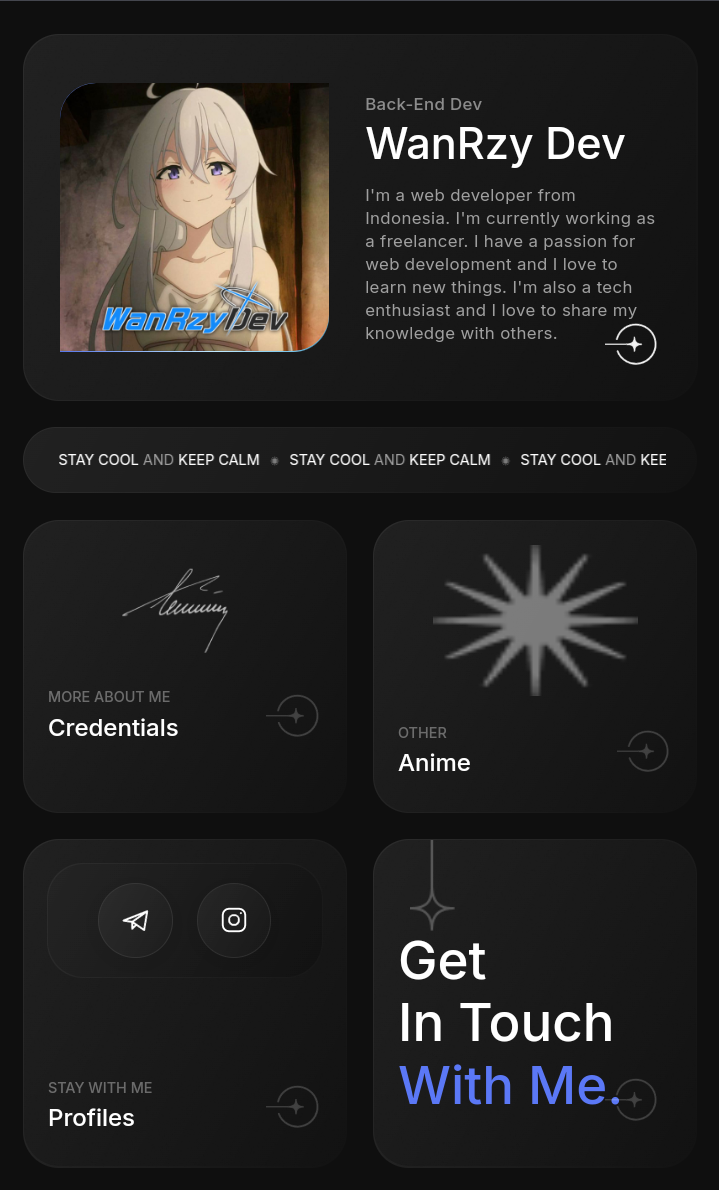 Back-End Dev
WanRzy Dev
I'm a web developer from
Indonesia. I'm currently working as
a freelancer. I have a passion for
web development and I love to
learn new things. I'm also a tech
enthusiast and I love to share my
knowledge with others.
WanRzyDev
STAY COOL AND KEEP CALM ✺ STAY COOL AND KEEP CALM ✺ STAY COOL AND KEE
MORE ABOUT ME
Credentials
OTHER
Anime
STAY WITH ME
Profiles
Get
In Touch
With Me.